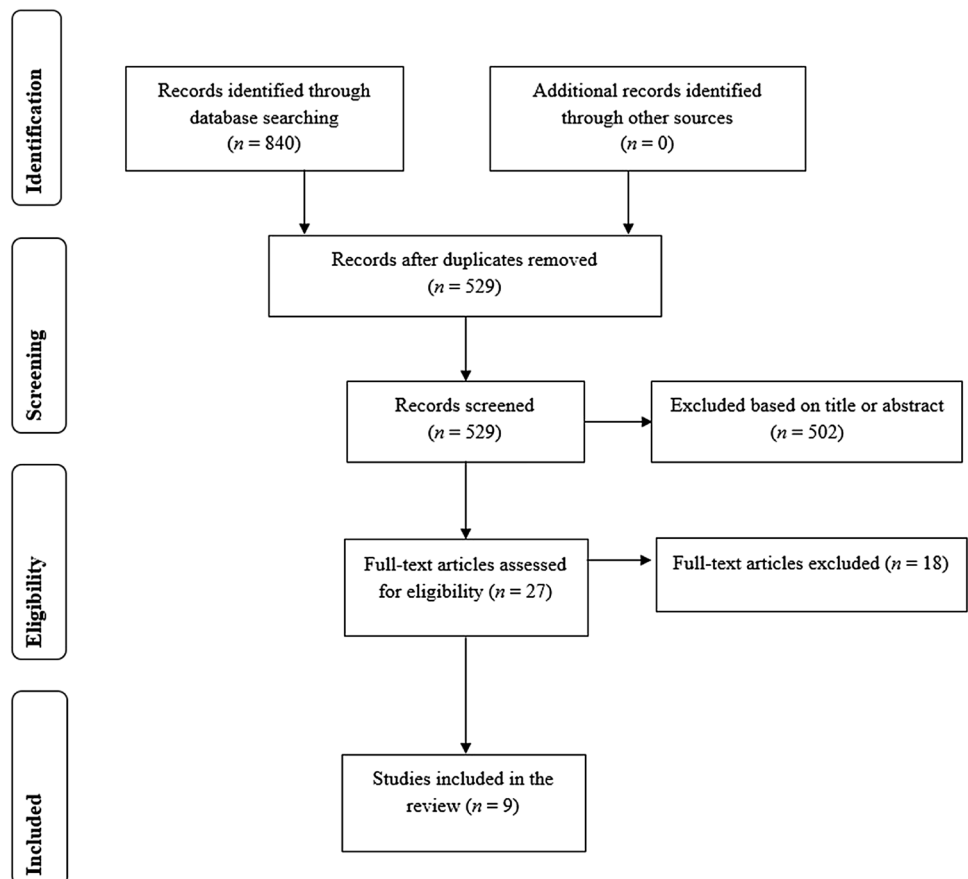 Identification
Records identified through
database searching
(n = 840)
Additional records identified
through other sources
(n = 0)
Screening
Records after duplicates removed
(n = 529)
Records screened
(n = 529)
Excluded based on title or abstract
(n = 502)
Eligibility
Full-text articles assessed
for eligibility (n = 27)
Full-text articles excluded (n = 18)
Included
Studies included in the
review (n = 9)